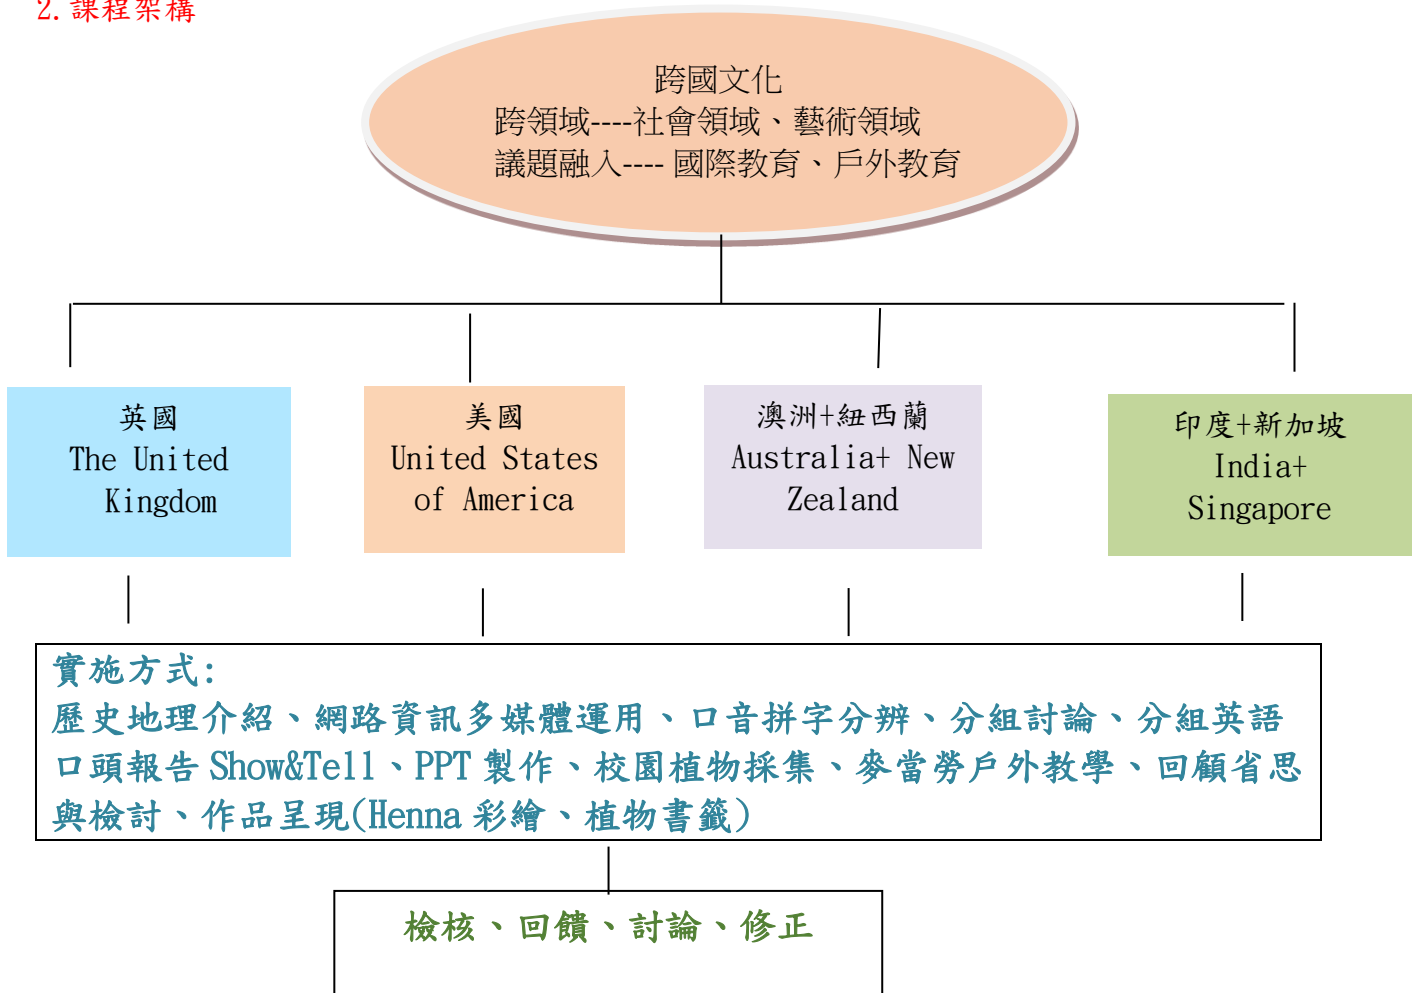 2.課程架構
跨國文化
跨領域----社會領域、藝術領域
議題融入---- 國際教育、戶外教育
英國
The United
Kingdom
美國
United States
of America
澳洲+紐西蘭
Australia+ New
Zealand
印度+新加坡
India+
Singapore
實施方式:
歷史地理介紹、網路資訊多媒體運用、口音拼字分辨、分組討論、分組英語
口頭報告 Show&Tell、PPT 製作、校園植物採集、麥當勞戶外教學、回顧省思
與檢討、作品呈現(Henna 彩繪、植物書籤)
檢核、回饋、討論、修正